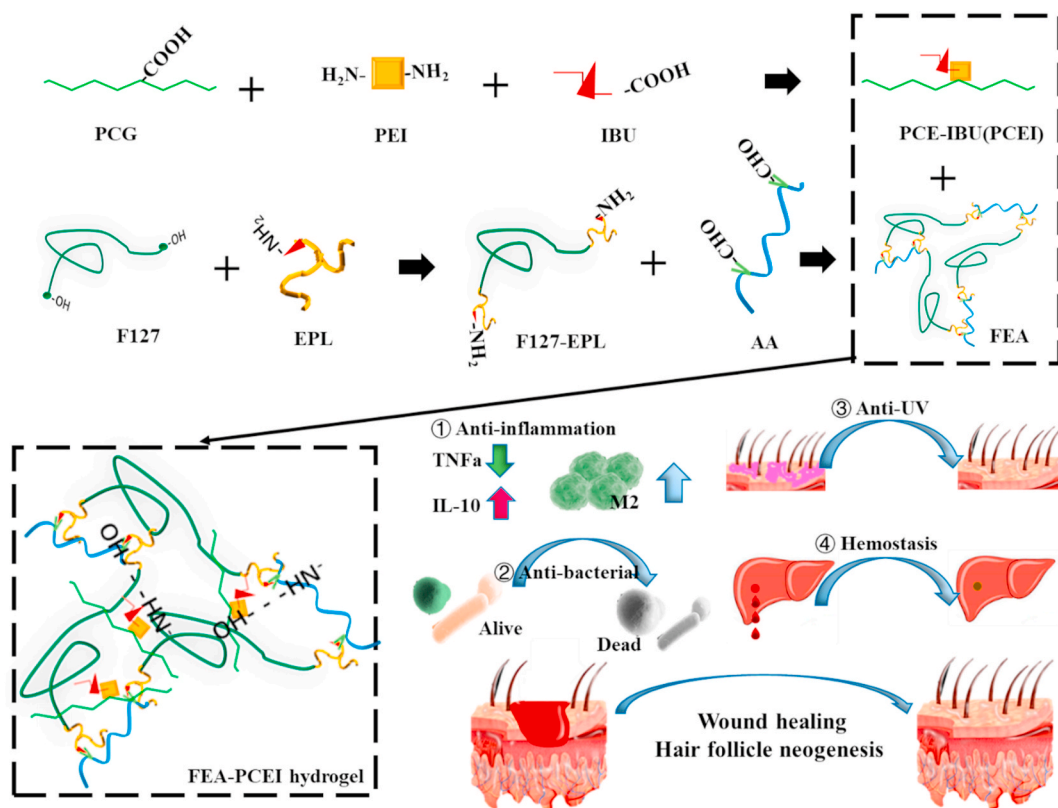 COOH
H₂N-
-NH₂
-COOH
PCG
PEI
IBU
PCE-IBU(PCEI)
-OH
-OH
-NH₂
-NH₂
-NH₂
-CHO
-CHO
F127
EPL
F127-EPL
AA
FEA
① Anti-inflammation
TNFa
IL-10
M2
③ Anti-UV
② Anti-bacterial
Alive
Dead
④ Hemostasis
OH
-HN-
OH----HN-
Wound healing
Hair follicle neogenesis
FEA-PCEI hydrogel